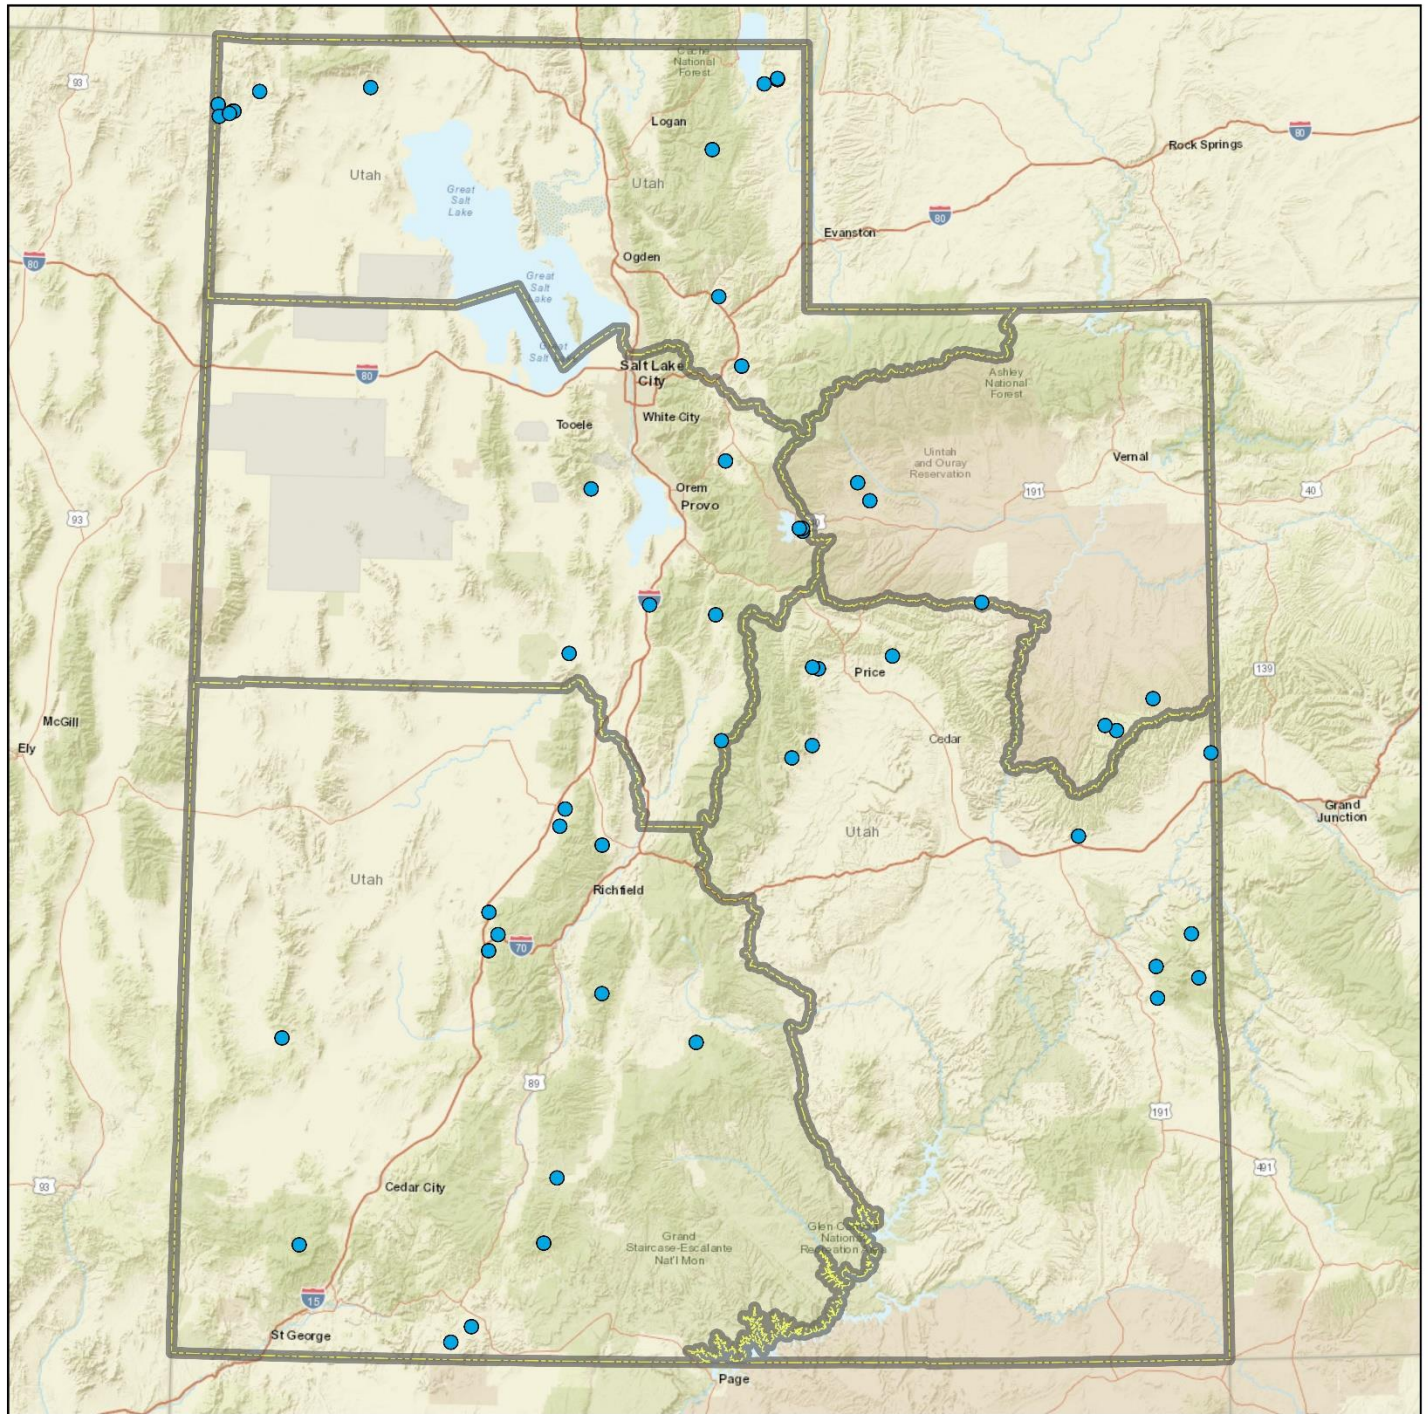 Cache
National
Forest
93
Logan
80
Rock Springs
Utah
Utah
Great
Salt
Lake
80
Evanston
80
Ogden
Great
Salt
Lake
Great
Salt
Salt Lake
City
80
Ashley
National
Forest
White City
Tooele
Uintah
and Ouray
Reservation
Vernal
191
40
Orem
Provo
93
139
Price
McGill
Ely
Cedar
Grand
Junction
Utah
Utah
Richfield
70
89
191
491
93
Cedar City
Grand
Staircase-Escalante
Nat'l Mon
National
15
St George
Page